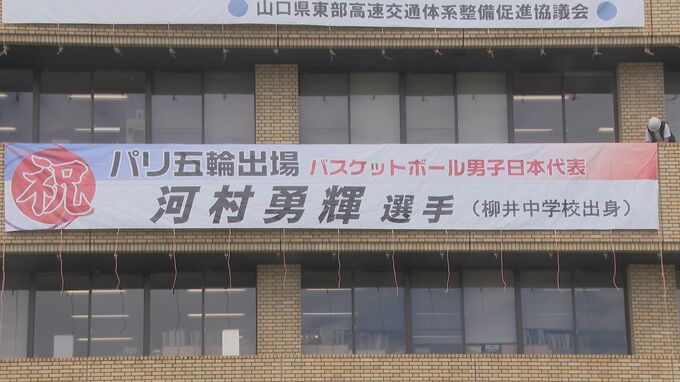 山口県東部高速交通体系整備促進協議会
祝 パリ五輪出場 バスケットボール男子日本代表
河村勇輝 選手 (柳井中学校出身)